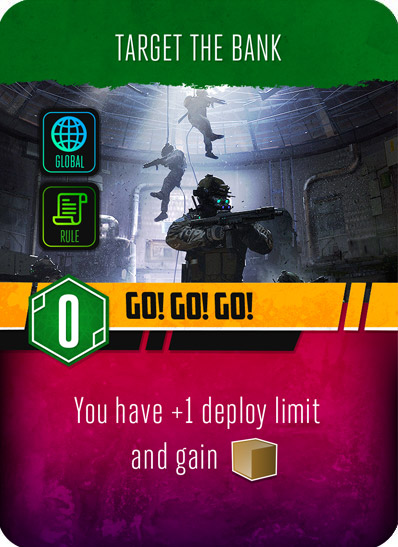 TARGET THE BANK
GLOBAL
RULE
0
GO! GO! GO!
You have +1 deploy limit
and gain